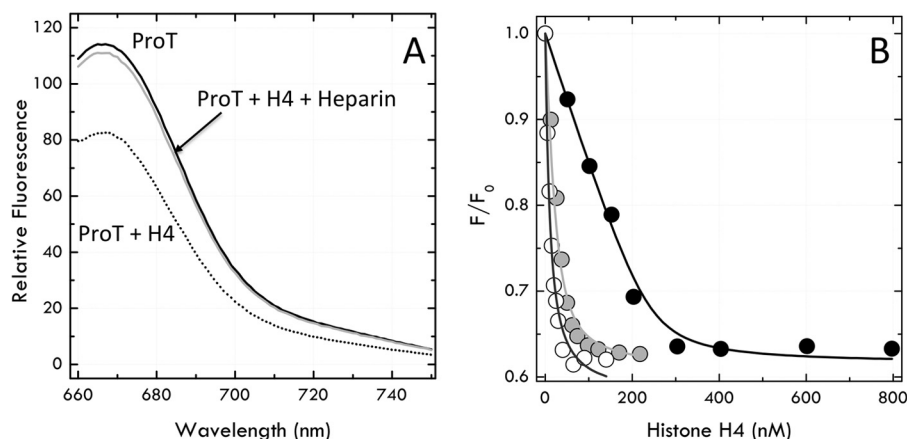 A
ProT
ProT + H4 + Heparin
ProT + H4
Relative Fluorescence
120
100
80
60
40
20
0
660
680
700
720
740
Wavelength (nm)
B
F/F0
1.0
0.9
0.8
0.7
0.6
0
200
400
600
800
Histone H4 (nM)